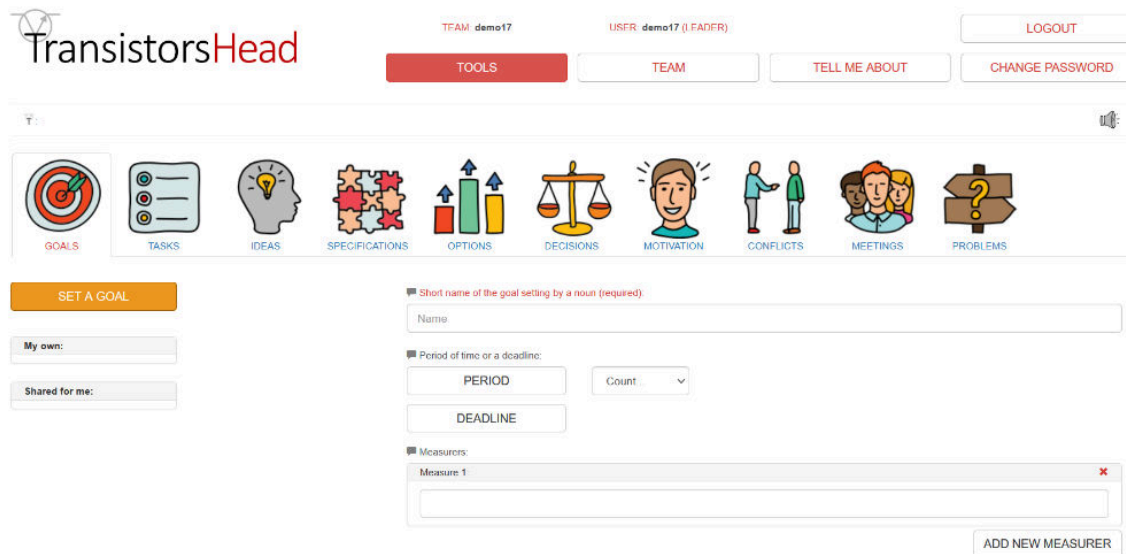 TransistorsHead
TEAM: demo17
USER: demo17 (LEADER)
LOGOUT
TOOLS
TEAM
TELL ME ABOUT
CHANGE PASSWORD
GOALS
TASKS
IDEAS
SPECIFICATIONS
OPTIONS
DECISIONS
MOTIVATION
CONFLICTS
MEETINGS
PROBLEMS
SET A GOAL
My own:
Shared for me:
Short name of the goal setting by a noun (required):
Name
Period of time or a deadline:
PERIOD
Count...
DEADLINE
Measurers:
Measure 1:
ADD NEW MEASURER